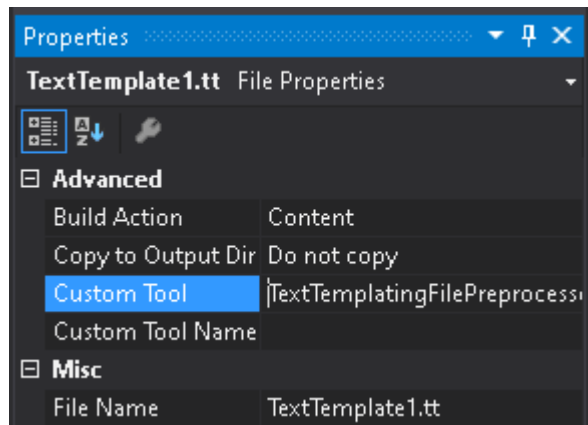 Properties
TextTemplate1.tt File Properties
Advanced
Build Action Content
Copy to Output Dir Do not copy
Custom Tool TextTemplatingFilePreprocess
Custom Tool Name
Misc
File Name TextTemplate1.tt